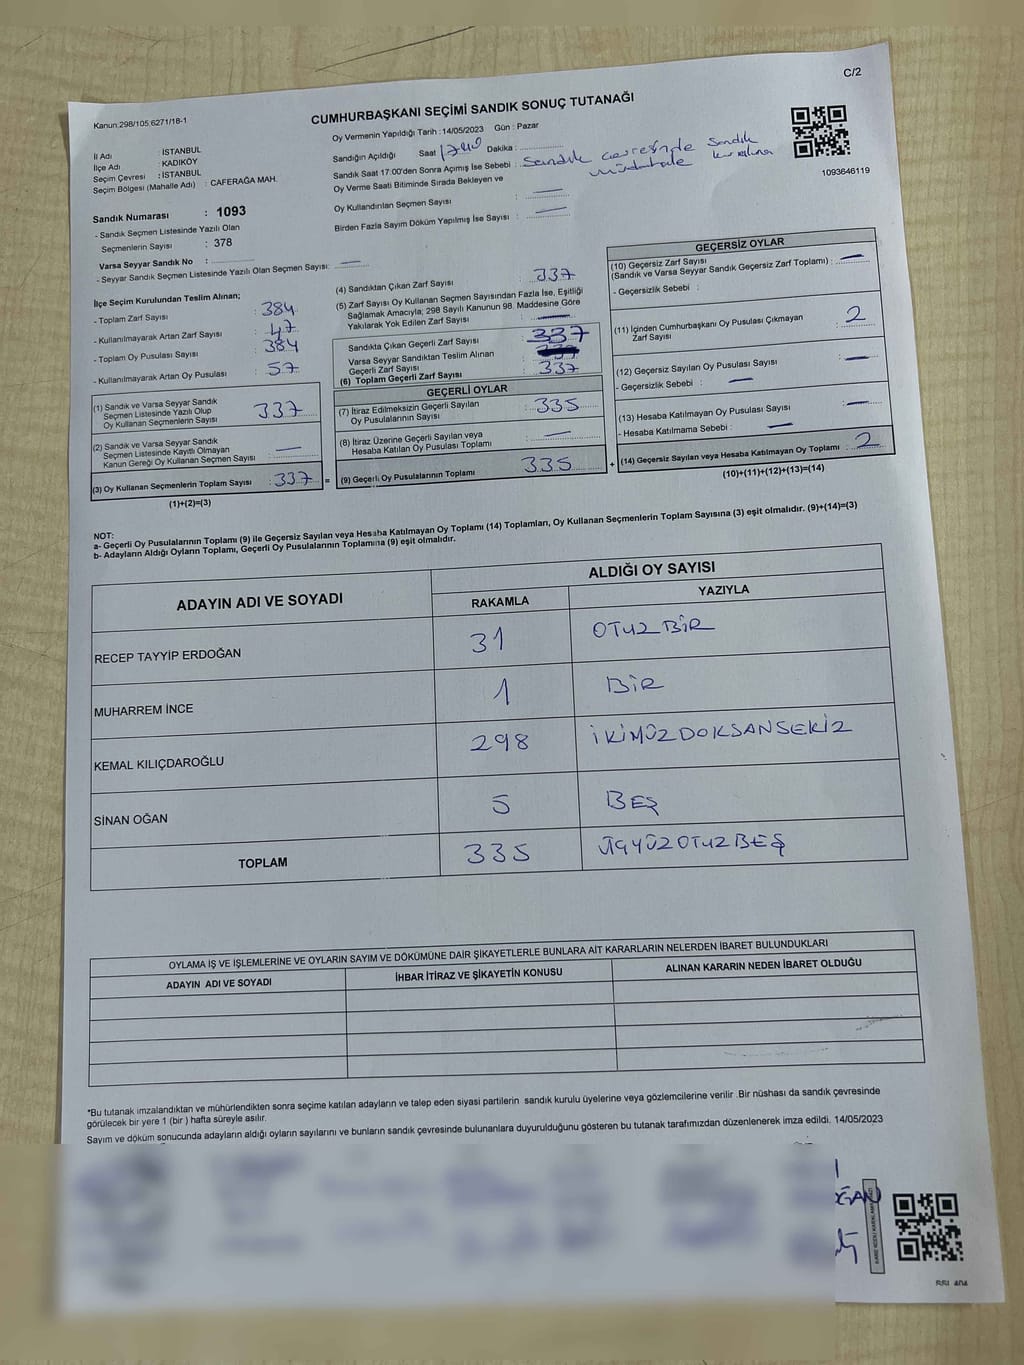 C/2
Kanun:298/105.6271/18-1
CUMHURBAŞKANI SEÇİMİ SANDIK SONUÇ TUTANAĞI
Oy Vermenin Yapıldığı Tarih : 14/05/2023 Gün : Pazar
İl Adı : İSTANBUL
İlçe Adı : KADIKÖY
Seçim Çevresi : İSTANBUL
Seçim Bölgesi (Mahalle Adı) : CAFERAĞA MAH.
Sandık Numarası : 1093
- Sandık Seçmen Listesinde Yazılı Olan
Seçmenlerin Sayısı : 378
Varsa Seyyar Sandık No :
- Seyyar Sandık Seçmen Listesinde Yazılı Olan Seçmen Sayısı: —
Sandığın Açıldığı Saat 17:40 Dakika :
Sandık Saat 17:00'den Sonra Açımış İse Sebebi : Sandık çevresinde Sandık
müdahale kuruluna
Oy Verme Saati Bitiminde Sırada Bekleyen ve
Oy Kullandırılan Seçmen Sayısı : —
Birden Fazla Sayım Döküm Yapılmış İse Sayısı : —
1093646119
İlçe Seçim Kurulundan Teslim Alınan;
- Toplam Zarf Sayısı : 384
- Kullanılmayarak Artan Zarf Sayısı : 47
- Toplam Oy Pusulası Sayısı : 384
- Kullanılmayarak Artan Oy Pusulası : 57
(1) Sandık ve Varsa Seyyar Sandık
Seçmen Listesinde Yazılı Olup
Oy Kullanan Seçmenlerin Sayısı : 337
(2) Sandık ve Varsa Seyyar Sandık
Seçmen Listesinde Kayıtlı Olmayan
Kanun Gereği Oy Kullanan Seçmen Sayısı : —
(3) Oy Kullanan Seçmenlerin Toplam Sayısı : 337 =
(1)+(2)=(3)
(4) Sandıktan Çıkan Zarf Sayısı : 337
(5) Zarf Sayısı Oy Kullanan Seçmen Sayısından Fazla İse, Eşitliği
Sağlamak Amacıyla; 298 Sayılı Kanunun 98. Maddesine Göre
Yakılarak Yok Edilen Zarf Sayısı : —
Sandıkta Çıkan Geçerli Zarf Sayısı : 337
Varsa Seyyar Sandıktan Teslim Alınan
Geçerli Zarf Sayısı :
(6) Toplam Geçerli Zarf Sayısı : 337
GEÇERLİ OYLAR
(7) İtiraz Edilmeksizin Geçerli Sayılan
Oy Pusulalarının Sayısı : 335
(8) İtiraz Üzerine Geçerli Sayılan veya
Hesaba Katılan Oy Pusulası Toplamı : —
(9) Geçerli Oy Pusulalarının Toplamı : 335 +
GEÇERSİZ OYLAR
(10) Geçersiz Zarf Sayısı
(Sandık ve Varsa Seyyar Sandık Geçersiz Zarf Toplamı) : —
- Geçersizlik Sebebi :
(11) İçinden Cumhurbaşkanı Oy Pusulası Çıkmayan
Zarf Sayısı : 2
(12) Geçersiz Sayılan Oy Pusulası Sayısı : —
- Geçersizlik Sebebi : —
(13) Hesaba Katılmayan Oy Pusulası Sayısı : —
- Hesaba Katılmama Sebebi : —
(14) Geçersiz Sayılan veya Hesaba Katılmayan Oy Toplamı : 2
(10)+(11)+(12)+(13)=(14)
NOT:
a- Geçerli Oy Pusulalarının Toplamı (9) ile Geçersiz Sayılan veya Hesaba Katılmayan Oy Toplamı (14) Toplamları, Oy Kullanan Seçmenlerin Toplam Sayısına (3) eşit olmalıdır. (9)+(14)=(3)
b- Adayların Aldığı Oyların Toplamı, Geçerli Oy Pusulalarının Toplamına (9) eşit olmalıdır.
ADAYIN ADI VE SOYADI ALDIĞI OY SAYISI
RAKAMLA YAZIYLA
RECEP TAYYİP ERDOĞAN 31 OTUZ BİR
MUHARREM İNCE 1 BİR
KEMAL KILIÇDAROĞLU 298 İKİYÜZDOKSANSEKİZ
SİNAN OĞAN 5 BEŞ
TOPLAM 335 ÜÇYÜZOTUZBEŞ
OYLAMA İŞ VE İŞLEMLERİNE VE OYLARIN SAYIM VE DÖKÜMÜNE DAİR ŞİKAYETLERLE BUNLARA AİT KARARLARIN NELERDEN İBARET BULUNDUKLARI
ADAYIN ADI VE SOYADI İHBAR İTİRAZ VE ŞİKAYETİN KONUSU ALINAN KARARIN NEDEN İBARET OLDUĞU
*Bu tutanak imzalandıktan ve mühürlendikten sonra seçime katılan adayların ve talep eden siyasi partilerin sandık kurulu üyelerine veya gözlemcilerine verilir .Bir nüshası da sandık çevresinde
görülecek bir yere 1 (bir ) hafta süreyle asılır.
Sayım ve döküm sonucunda adayların aldığı oyların sayılarını ve bunların sandık çevresinde bulunanlara duyurulduğunu gösteren bu tutanak tarafımızdan düzenlenerek imza edildi. 14/05/2023